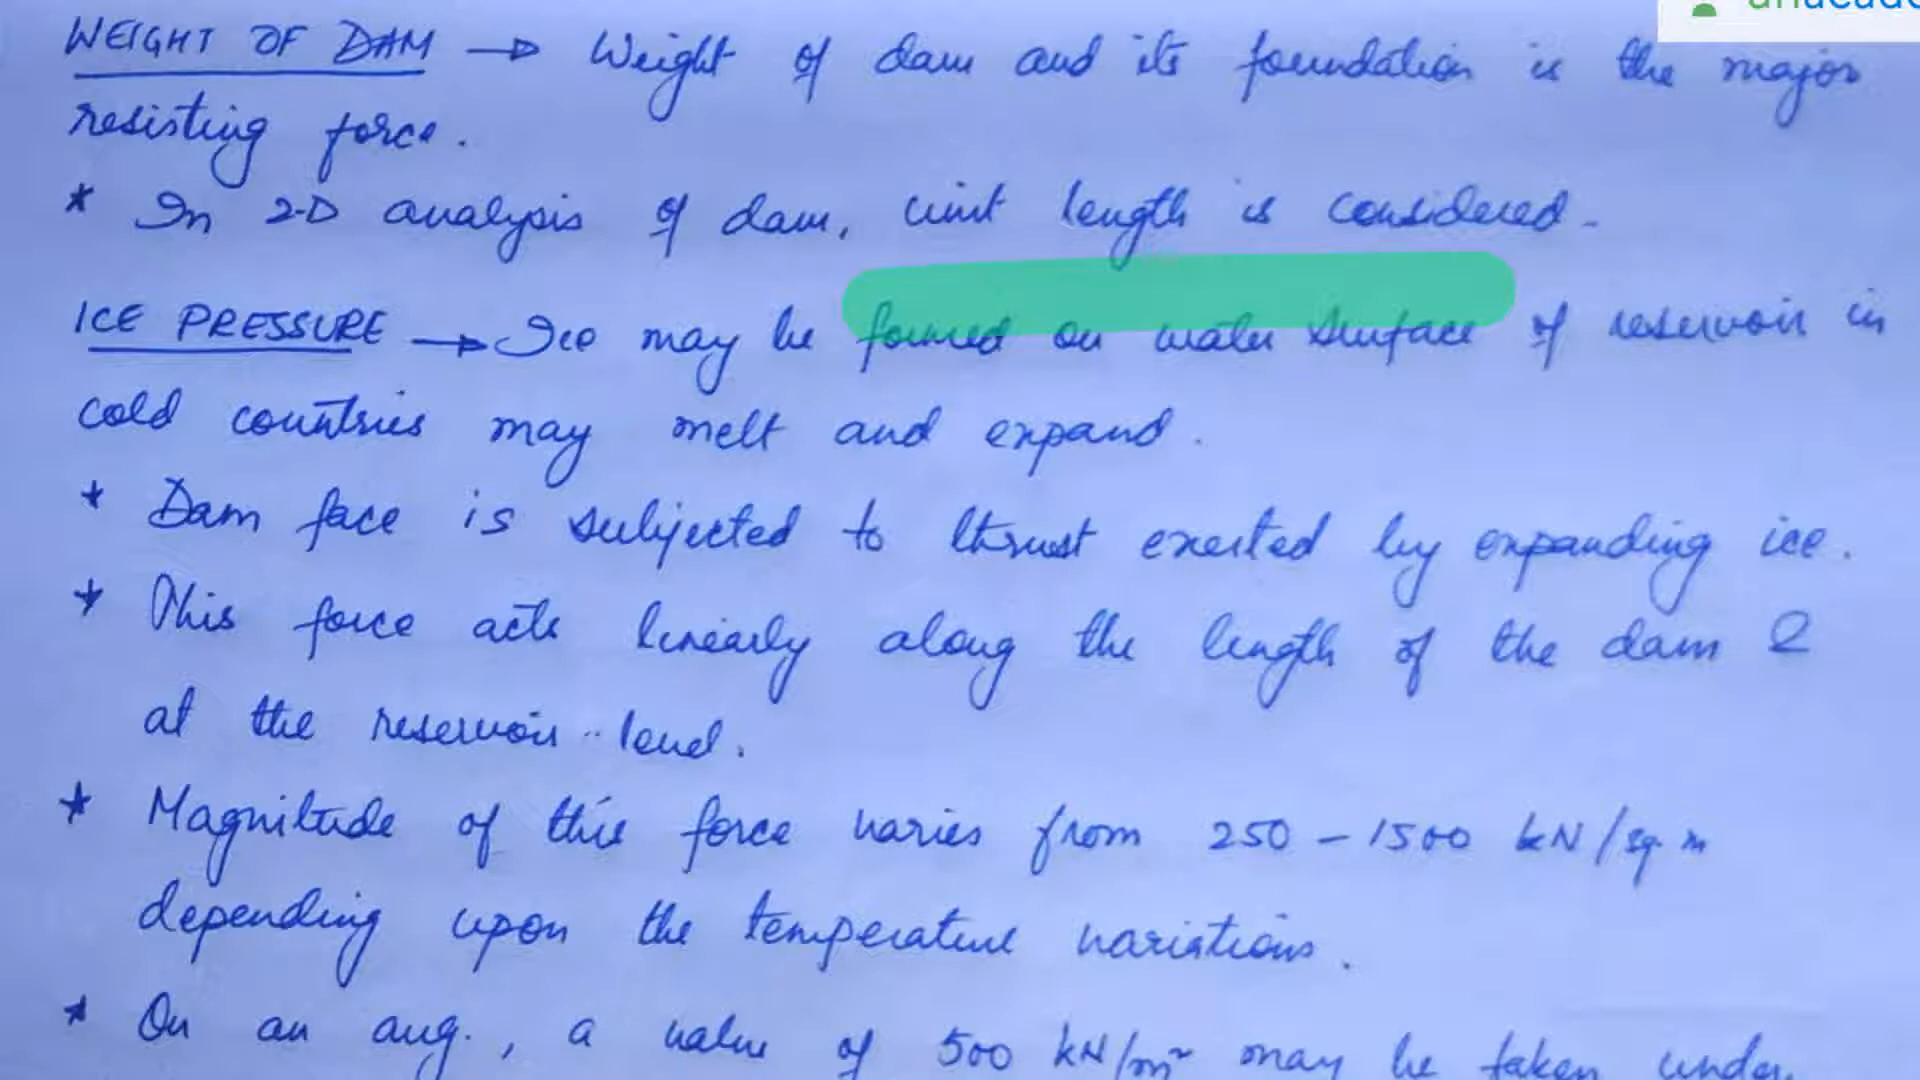 unacade
WEIGHT OF DAM → Weight of dam and its foundation is the major
resisting force.
* In 2-D analysis of dam, unit length is considered.
ICE PRESSURE → Ice may be formed on water surface of reservoir in
cold countries may melt and expand.
* Dam face is subjected to thrust exerted by expanding ice.
* This force acts linearly along the length of the dam &
at the reservoir level.
* Magnitude of this force varies from 250 - 1500 kN/sq.m
depending upon the temperature variations.
* On an avg., a value of 500 kN/m² may be taken under